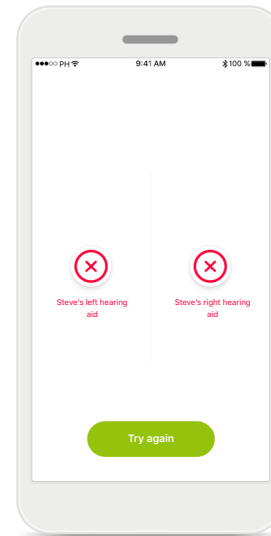 PH 9:41 AM 100 %
Steve's left hearing
aid
Steve's right hearing
aid
Try again